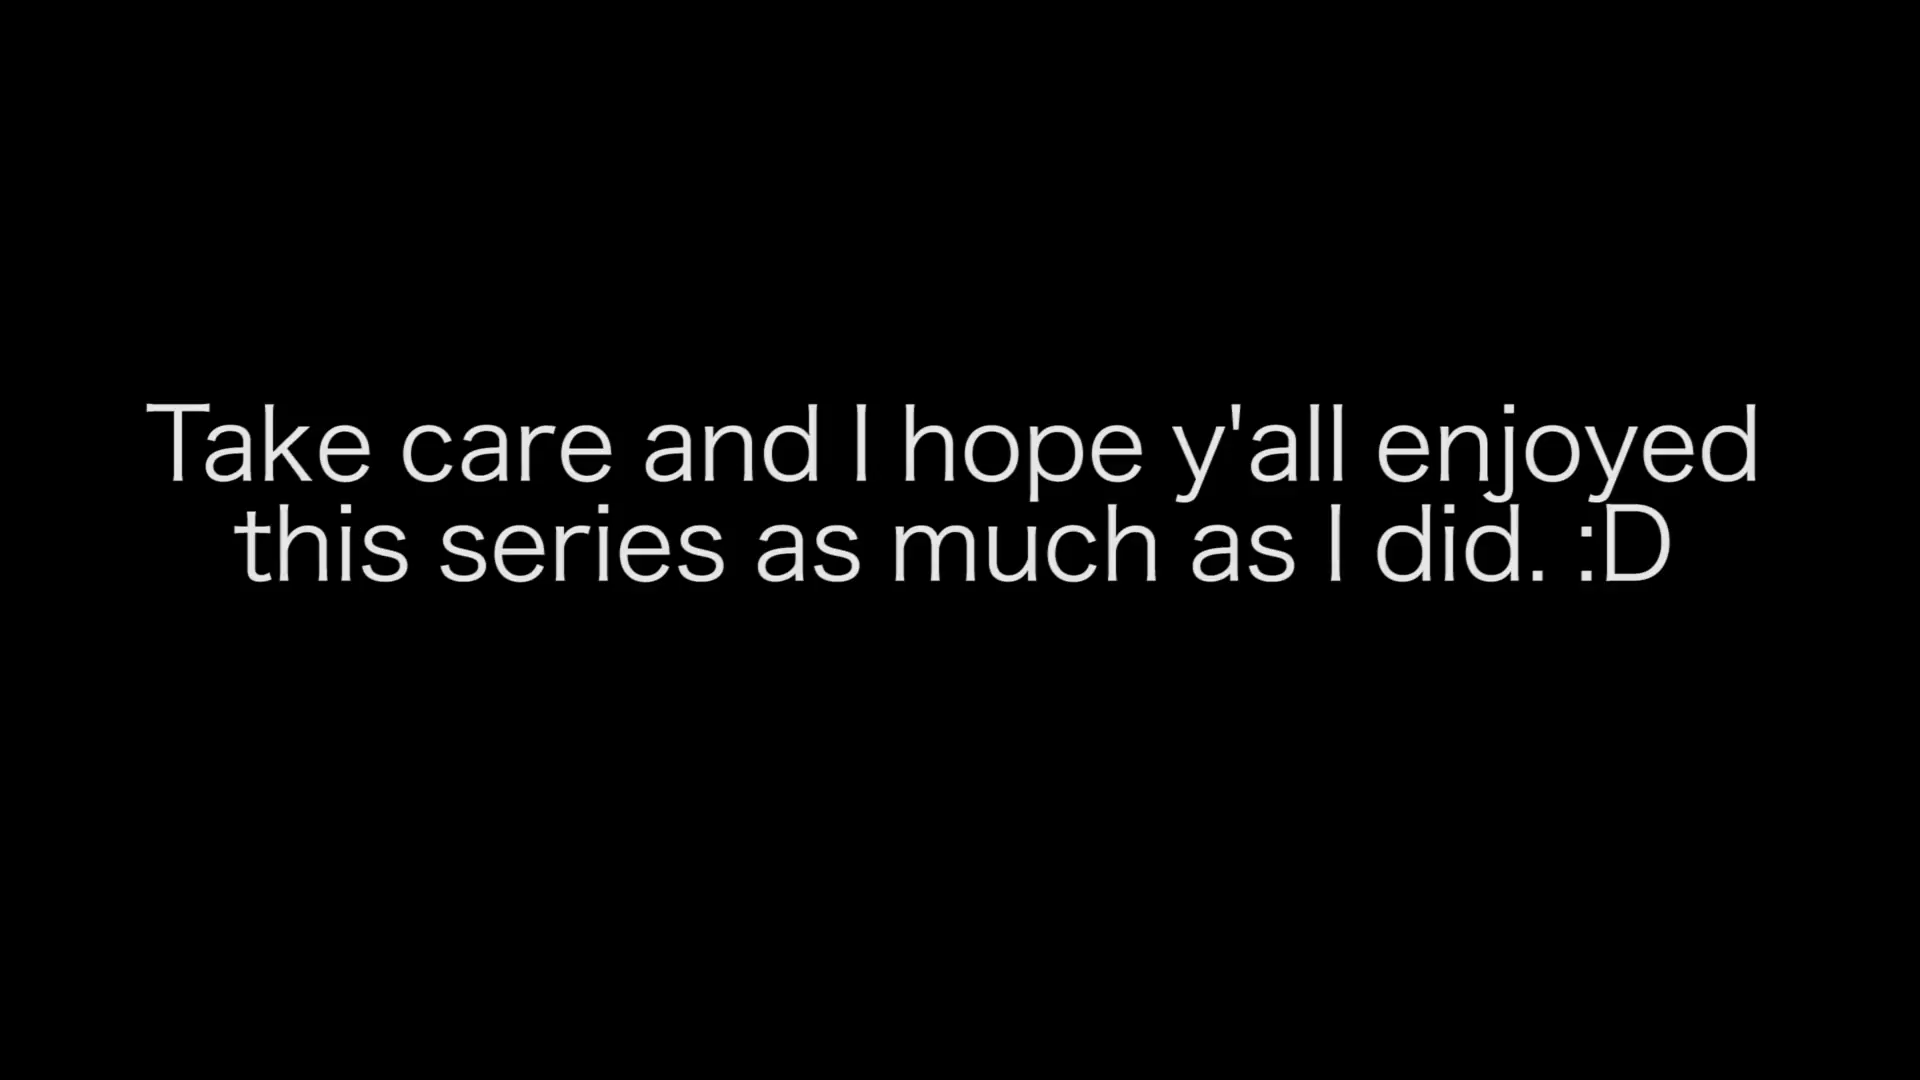 Take care and I hope y'all enjoyed
this series as much as I did. :D